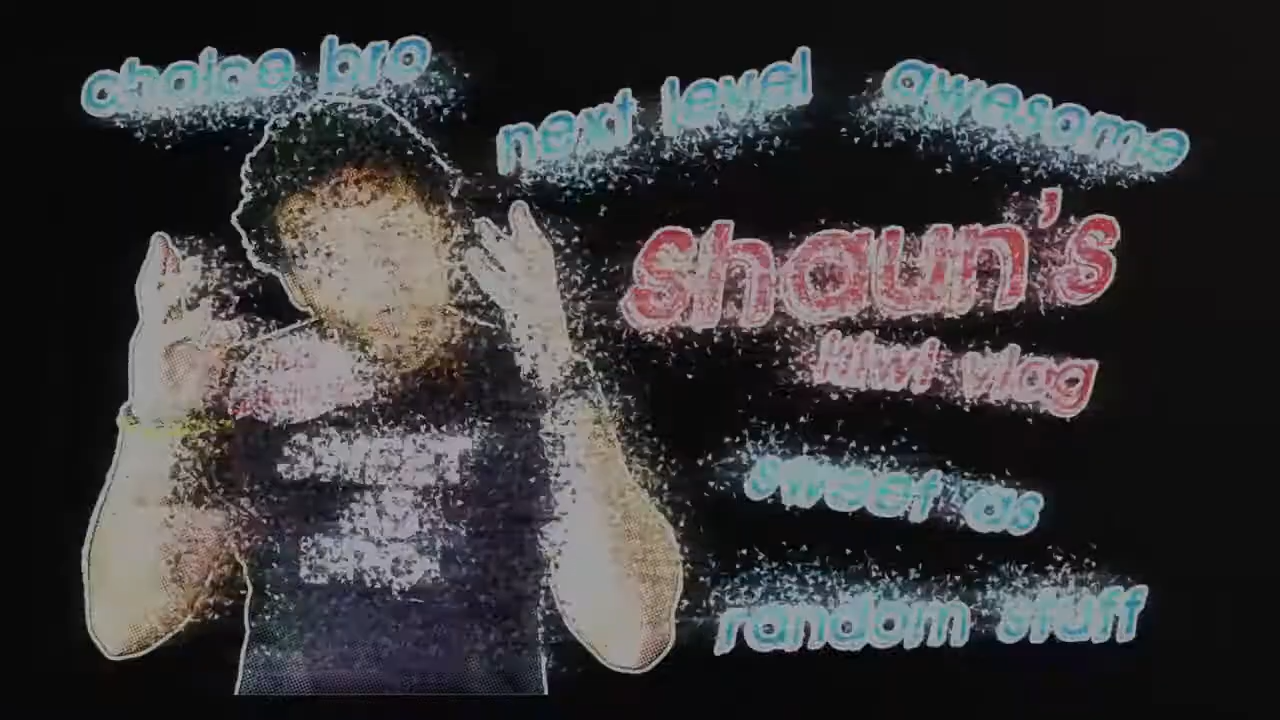 choice bro
next level
awesome
shaun's
kiwi vlog
sweet as
random stuff